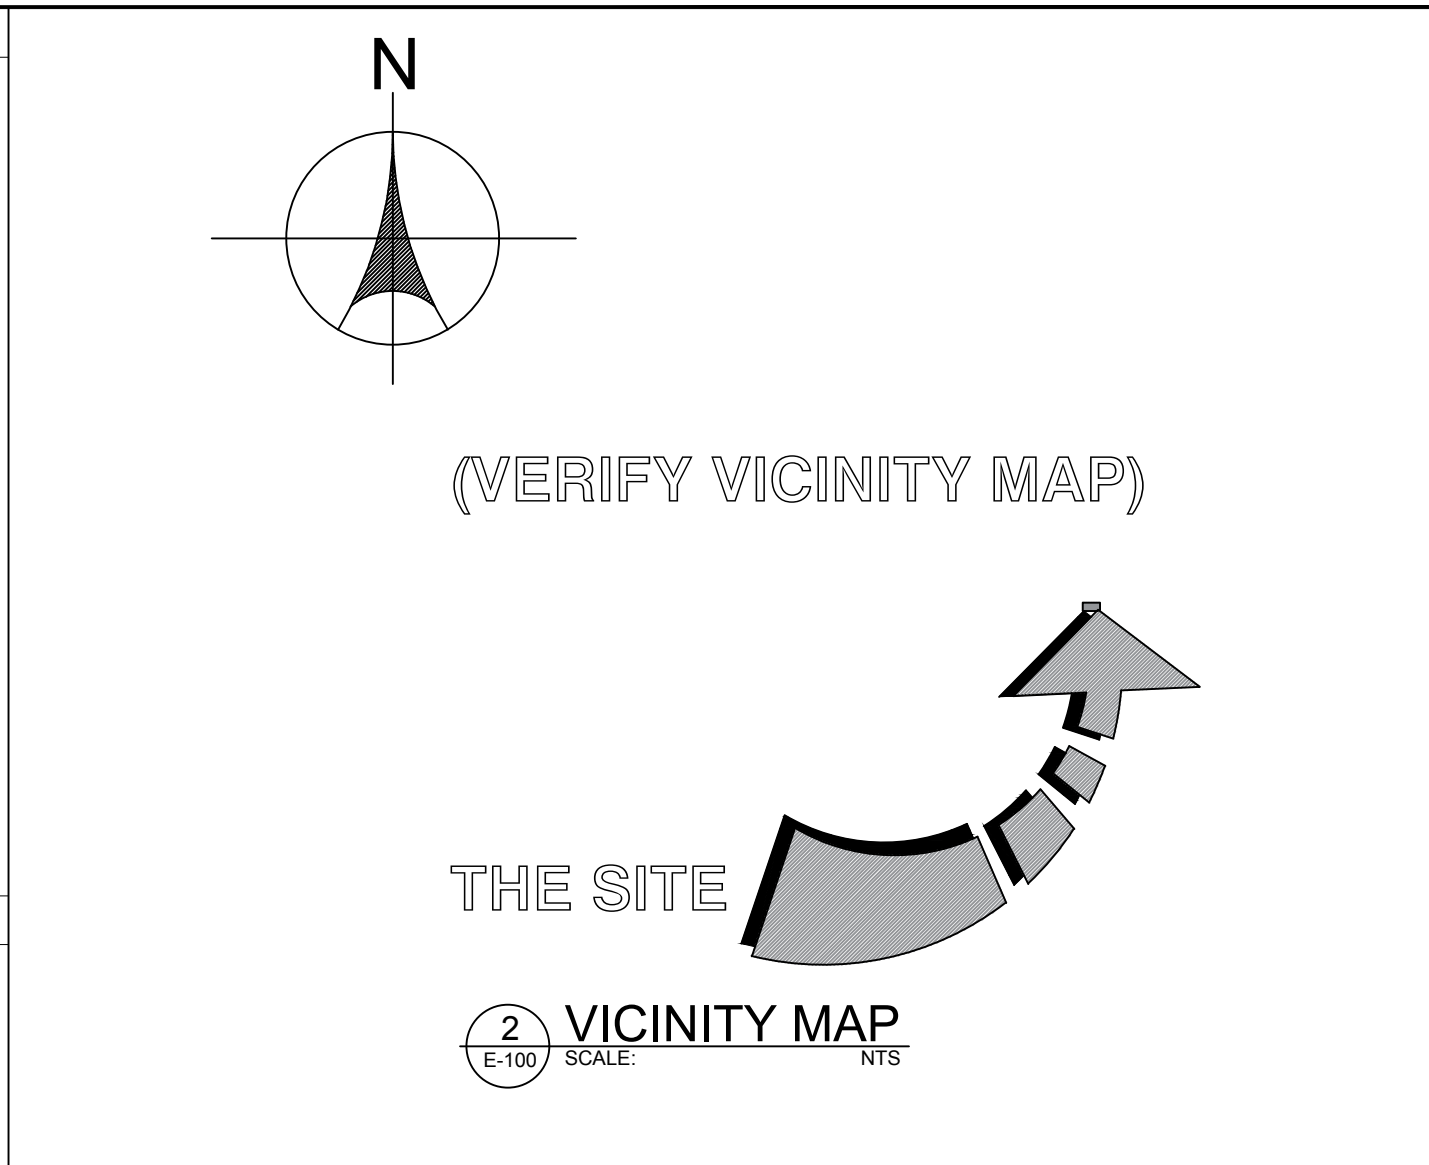 N
(VERIFY VICINITY MAP)
THE SITE
2 VICINITY MAP
E-100 SCALE: NTS